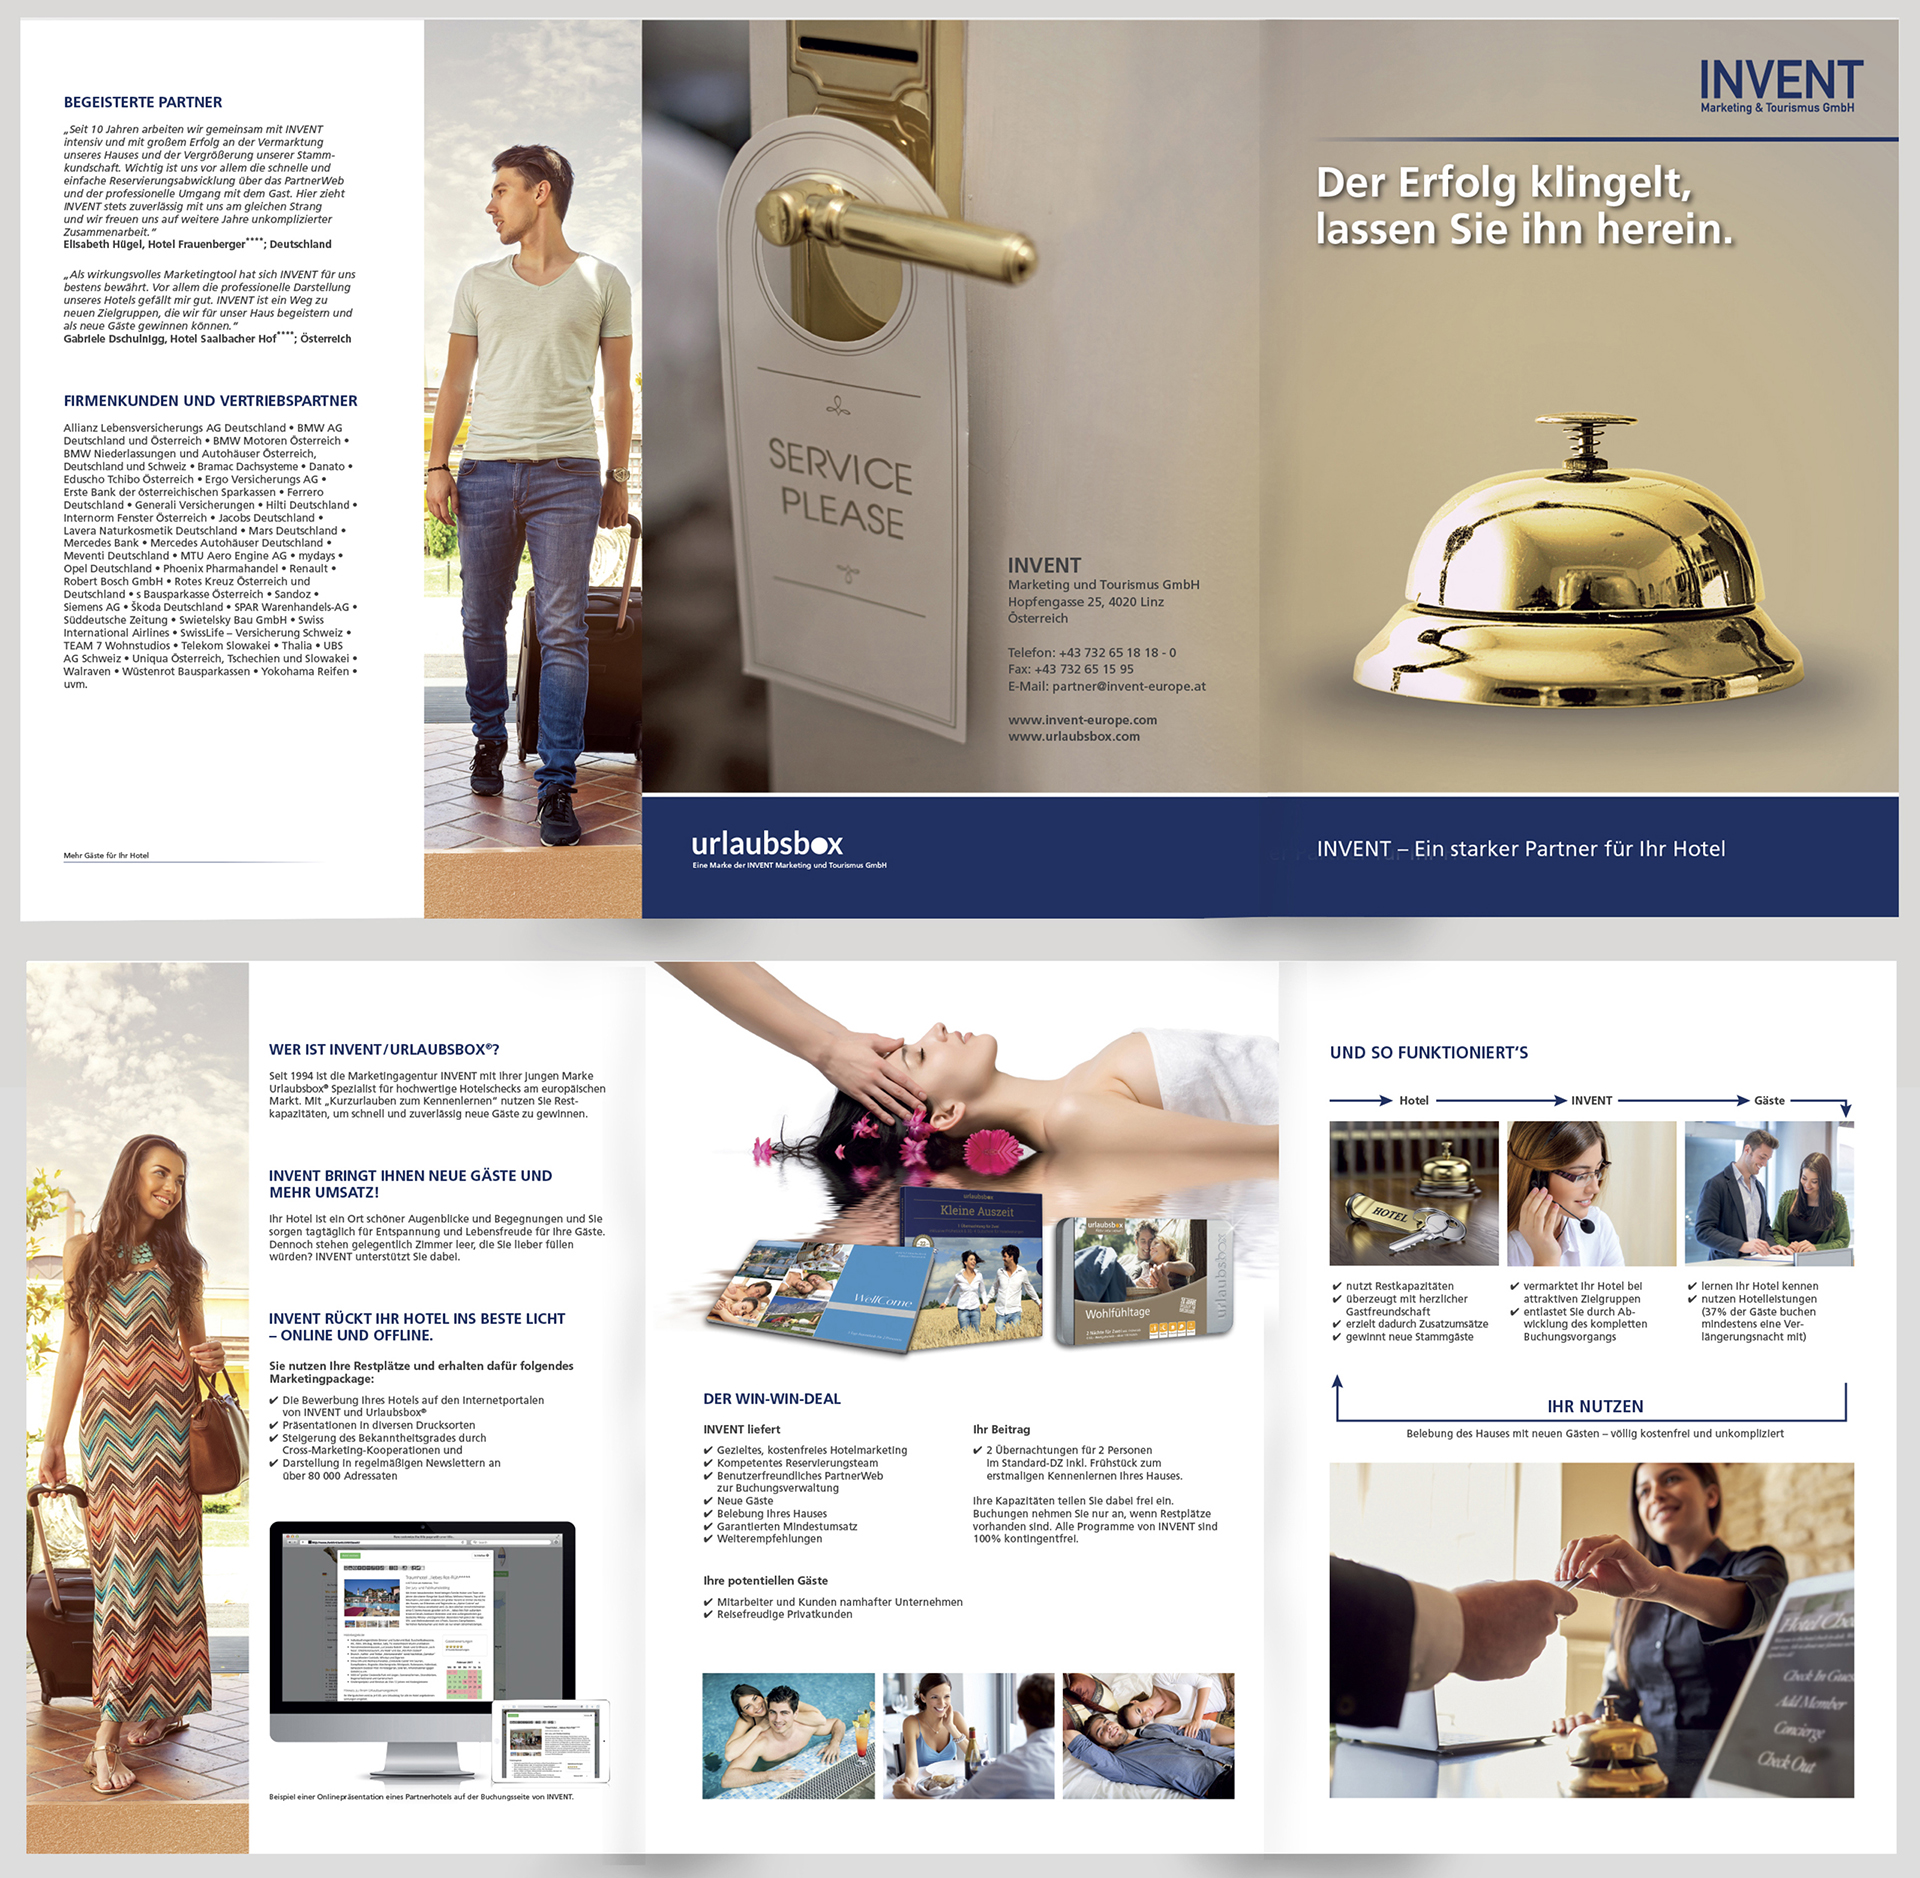 BEGEISTERTE PARTNER
„Seit 10 Jahren arbeiten wir gemeinsam mit INVENT
intensiv und mit großem Erfolg an der Vermarktung
unseres Hauses und der Vergrößerung unserer Stamm-
kundschaft. Wichtig ist uns vor allem die schnelle und
einfache Reservierungsabwicklung über das PartnerWeb
und der professionelle Umgang mit dem Gast. Hier zieht
INVENT stets zuverlässig mit uns am gleichen Strang
und wir freuen uns auf weitere Jahre unkomplizierter
Zusammenarbeit.“
Elisabeth Hügel, Hotel Frauenberger****; Deutschland
„Als wirkungsvolles Marketingtool hat sich INVENT für uns
bestens bewährt. Vor allem die professionelle Darstellung
unseres Hotels gefällt mir gut. INVENT ist ein Weg zu
neuen Zielgruppen, die wir für unser Haus begeistern und
als neue Gäste gewinnen können.“
Gabriele Dschulnigg, Hotel Saalbacher Hof****; Österreich
FIRMENKUNDEN UND VERTRIEBSPARTNER
Allianz Lebensversicherungs AG Deutschland • BMW AG
Deutschland und Österreich • BMW Motoren Österreich •
BMW Niederlassungen und Autohäuser Österreich,
Deutschland und Schweiz • Bramac Dachsysteme • Danato •
Eduscho Tchibo Österreich • Ergo Versicherungs AG •
Erste Bank der österreichischen Sparkassen • Ferrero
Deutschland • Generali Versicherungen • Hilti Deutschland •
Internorm Fenster Österreich • Jacobs Deutschland •
Lavera Naturkosmetik Deutschland • Mars Deutschland •
Mercedes Bank • Mercedes Autohäuser Deutschland •
Meventi Deutschland • MTU Aero Engine AG • mydays •
Opel Deutschland • Phoenix Pharmahandel • Renault •
Robert Bosch GmbH • Rotes Kreuz Österreich und
Deutschland • s Bausparkasse Österreich • Sandoz •
Siemens AG • Škoda Deutschland • SPAR Warenhandels-AG •
Süddeutsche Zeitung • Swietelsky Bau GmbH • Swiss
International Airlines • SwissLife – Versicherung Schweiz •
TEAM 7 Wohnstudios • Telekom Slowakei • Thalia • UBS
AG Schweiz • Uniqua Österreich, Tschechien und Slowakei •
Walraven • Wüstenrot Bausparkassen • Yokohama Reifen •
uvm.
Mehr Gäste für Ihr Hotel
SERVICE
PLEASE
INVENT
Marketing und Tourismus GmbH
Hopfengasse 25, 4020 Linz
Österreich
Telefon: +43 732 65 18 18 - 0
Fax: +43 732 65 15 95
E-Mail: partner@invent-europe.at
www.invent-europe.com
www.urlaubsbox.com
urlaubsbox
Eine Marke der INVENT Marketing und Tourismus GmbH
INVENT
Marketing & Tourismus GmbH
Der Erfolg klingelt,
lassen Sie ihn herein.
INVENT – Ein starker Partner für Ihr Hotel
WER IST INVENT/URLAUBSBOX®?
Seit 1994 ist die Marketingagentur INVENT mit ihrer jungen Marke
Urlaubsbox® Spezialist für hochwertige Hotelschecks am europäischen
Markt. Mit „Kurzurlauben zum Kennenlernen“ nutzen Sie Rest-
kapazitäten, um schnell und zuverlässig neue Gäste zu gewinnen.
INVENT BRINGT IHNEN NEUE GÄSTE UND
MEHR UMSATZ!
Ihr Hotel ist ein Ort schöner Augenblicke und Begegnungen und Sie
sorgen tagtäglich für Entspannung und Lebensfreude für Ihre Gäste.
Dennoch stehen gelegentlich Zimmer leer, die Sie lieber füllen
würden? INVENT unterstützt Sie dabei.
INVENT RÜCKT IHR HOTEL INS BESTE LICHT
– ONLINE UND OFFLINE.
Sie nutzen Ihre Restplätze und erhalten dafür folgendes
Marketingpackage:
✔ Die Bewerbung Ihres Hotels auf den Internetportalen
von INVENT und Urlaubsbox®
✔ Präsentationen in diversen Drucksorten
✔ Steigerung des Bekanntheitsgrades durch
Cross-Marketing-Kooperationen und
✔ Darstellung in regelmäßigen Newslettern an
über 80 000 Adressaten
Beispiel einer Onlinepräsentation eines Partnerhotels auf der Buchungsseite von INVENT.
urlaubsbox
Kleine Auszeit
WellCome
urlaubsbox
Wohlfühltage
2 Nächte für Zwei
urlaubsbox
DER WIN-WIN-DEAL
INVENT liefert
✔ Gezieltes, kostenfreies Hotelmarketing
✔ Kompetentes Reservierungsteam
✔ Benutzerfreundliches PartnerWeb
zur Buchungsverwaltung
✔ Neue Gäste
✔ Belebung Ihres Hauses
✔ Garantierten Mindestumsatz
✔ Weiterempfehlungen
Ihr Beitrag
✔ 2 Übernachtungen für 2 Personen
im Standard-DZ inkl. Frühstück zum
erstmaligen Kennenlernen Ihres Hauses.
Ihre Kapazitäten teilen Sie dabei frei ein.
Buchungen nehmen Sie nur an, wenn Restplätze
vorhanden sind. Alle Programme von INVENT sind
100% kontingentfrei.
Ihre potentiellen Gäste
✔ Mitarbeiter und Kunden namhafter Unternehmen
✔ Reisefreudige Privatkunden
UND SO FUNKTIONIERT’S
Hotel INVENT Gäste
HOTEL
✔ nutzt Restkapazitäten
✔ überzeugt mit herzlicher
Gastfreundschaft
✔ erzielt dadurch Zusatzumsätze
✔ gewinnt neue Stammgäste
✔ vermarktet Ihr Hotel bei
attraktiven Zielgruppen
✔ entlastet Sie durch Ab-
wicklung des kompletten
Buchungsvorgangs
✔ lernen Ihr Hotel kennen
✔ nutzen Hotelleistungen
(37% der Gäste buchen
mindestens eine Ver-
längerungsnacht mit)
IHR NUTZEN
Belebung des Hauses mit neuen Gästen – völlig kostenfrei und unkompliziert
Check In
Add Member
Concierge
Check Out